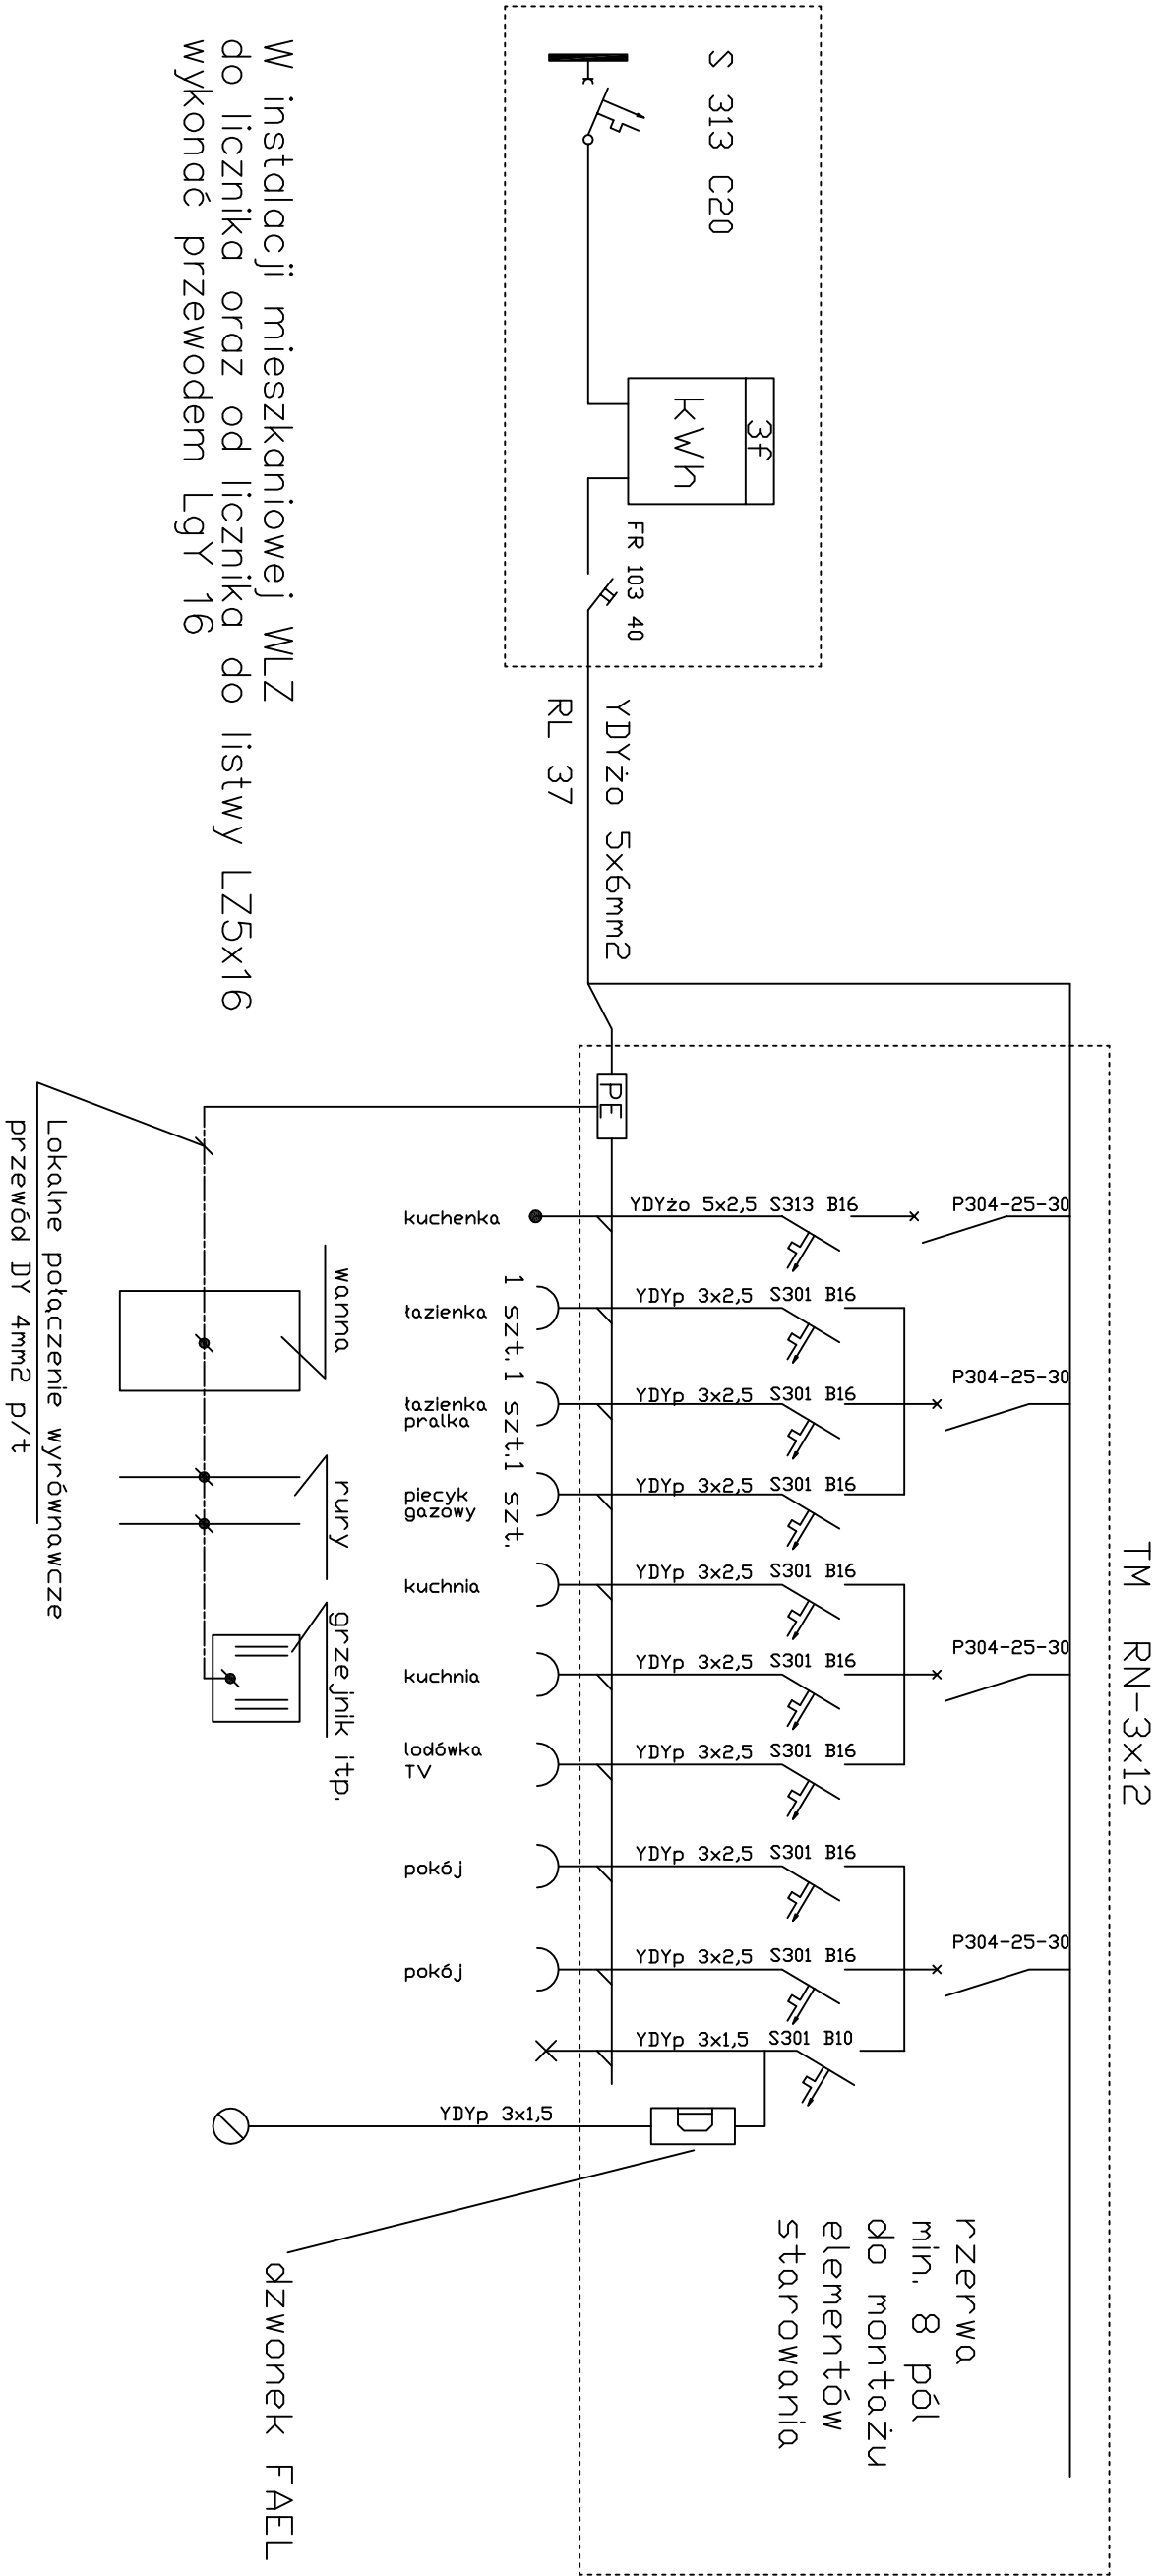 S 313 C20
3f
kWh
FR 103 40
W instalacji mieszkaniowej WLZ
do licznika oraz od licznika do listwy LZ5x16
wykonać przewodem LgY 16
YDYżo 5x6mm2
RL 37
TM RN-3x12
PE
kuchenka
YDYżo 5x2,5 S313 B16
P304-25-30
1 szt.
łazienka
YDYp 3x2,5 S301 B16
1 szt.
łazienka
pralka
YDYp 3x2,5 S301 B16
P304-25-30
1 szt.
piecyk
gazowy
YDYp 3x2,5 S301 B16
kuchnia
YDYp 3x2,5 S301 B16
kuchnia
YDYp 3x2,5 S301 B16
P304-25-30
lodówka
TV
YDYp 3x2,5 S301 B16
pokój
YDYp 3x2,5 S301 B16
pokój
YDYp 3x2,5 S301 B16
P304-25-30
YDYp 3x1,5 S301 B10
YDYp 3x1,5
wanna
rury
grzejnik itp.
Lokalne połączenie wyrównawcze
przewód DY 4mm2 p/t
rzerwa
min. 8 pól
do montażu
elementów
starowania
dzwonek FAEL